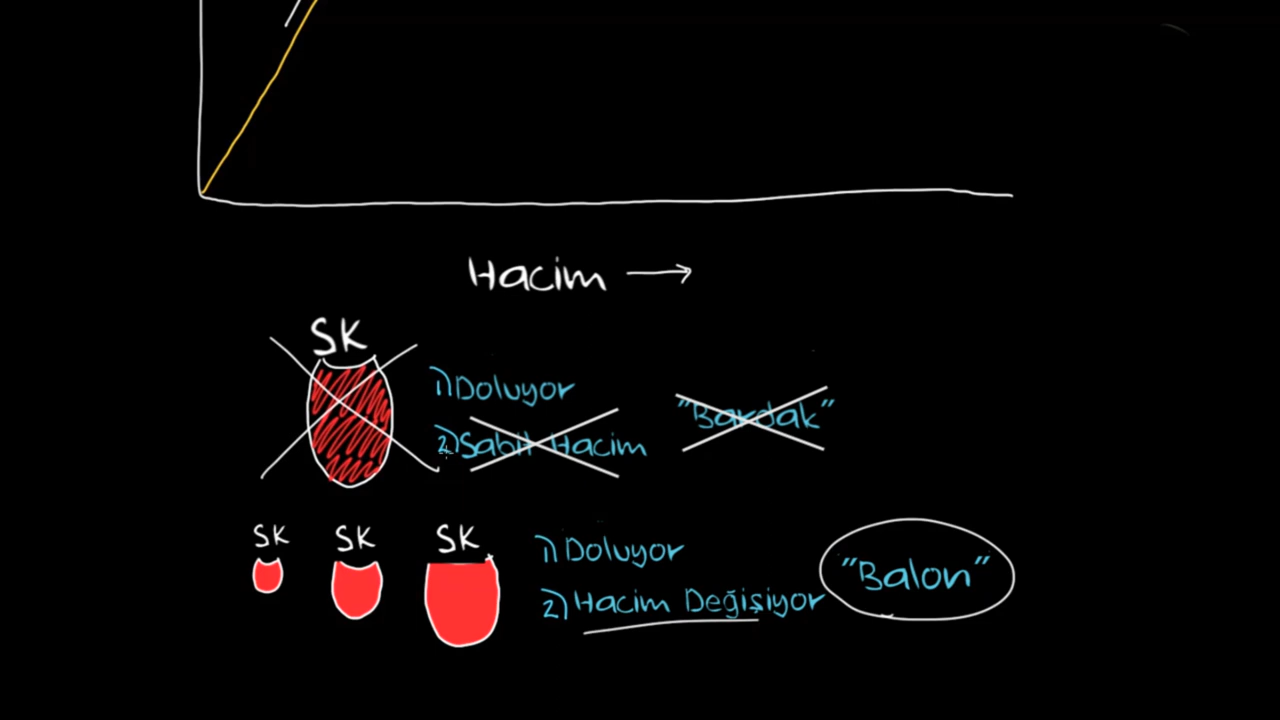 Hacim →
SK
1) Doluyor
2) Sabit Hacim
"Bardak"
SK SK SK
1) Doluyor
2) Hacim Değişiyor
"Balon"